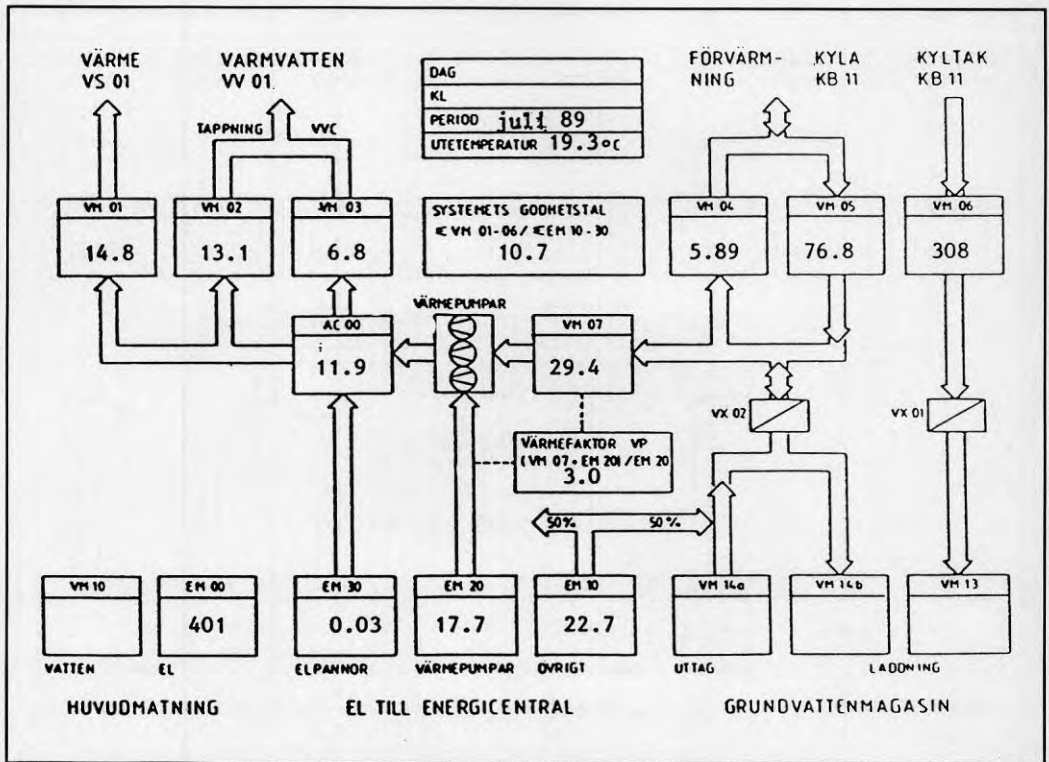 VÄRME
VS 01
VARMVATTEN
VV 01
TAPPNING
VVC
DAG
KL
PERIOD juli 89
UTETEMPERATUR 19.3°C
FÖRVÄRM-
NING
KYLA
KB 11
KYLTAK
KB 11
VM 01
14.8
VM 02
13.1
VM 03
6.8
SYSTEMETS GODHETSTAL
Σ VM 01-06 / Σ EM 10-30
10.7
VM 04
5.89
VM 05
76.8
VM 06
308
AC 00
11.9
VÄRMEPUMPAR
VM 07
29.4
VX 02
VX 01
VÄRMEFAKTOR VP
(VM 07 + EM 20) / EM 20
3.0
50%
50%
VM 10
VATTEN
EM 00
401
EL
EM 30
0.03
ELPANNOR
EM 20
17.7
VÄRMEPUMPAR
EM 10
22.7
ÖVRIGT
VM 14a
UTTAG
VM 14b
VM 13
LADDNING
HUVUDMATNING
EL TILL ENERGICENTRAL
GRUNDVATTENMAGASIN